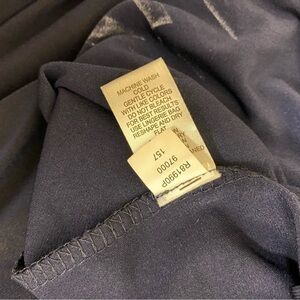 MACHINE WASH
COLD
GENTLE CYCLE
WITH LIKE COLORS
DO NOT BLEACH
FOR BEST RESULTS
USE LINGERIE BAG
RESHAPE AND DRY
FLAT
R81990P
97000
157